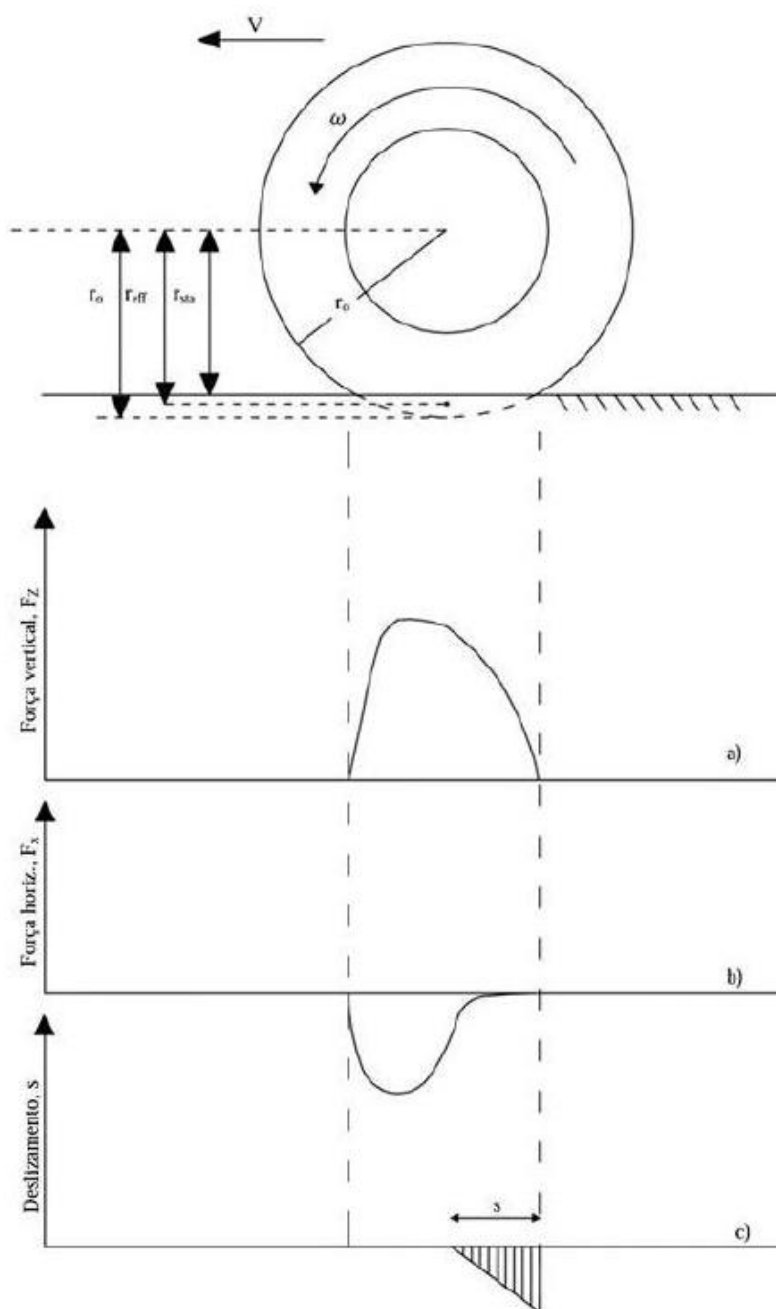 V
ω
r₀ r_eff r_sta
r₀
Força vertical, F_Z
a)
Força horiz., F_x
b)
Deslizamento, s
s
c)